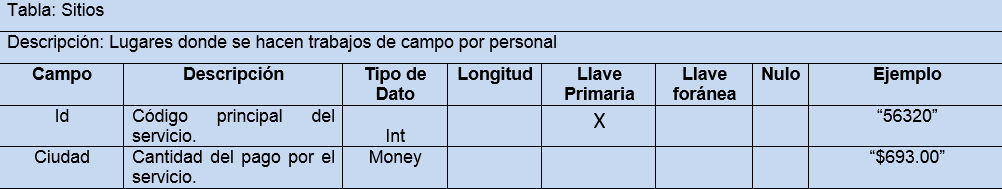 Tabla: Sitios
Descripción: Lugares donde se hacen trabajos de campo por personal
Campo Descripción Tipo de Dato Longitud Llave Primaria Llave foránea Nulo Ejemplo
Id Código principal del servicio. Int X “56320”
Ciudad Cantidad del pago por el servicio. Money “$693.00”